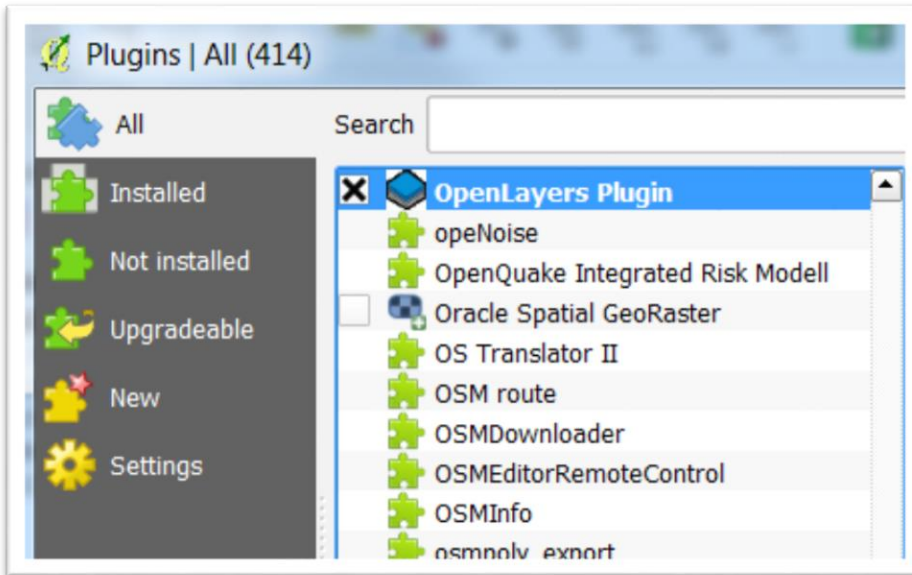 Plugins | All (414)
All
Installed
Not installed
Upgradeable
New
Settings
Search
OpenLayers Plugin
opeNoise
OpenQuake Integrated Risk Modell
Oracle Spatial GeoRaster
OS Translator II
OSM route
OSMDownloader
OSMEditorRemoteControl
OSMInfo
osmpoly_export